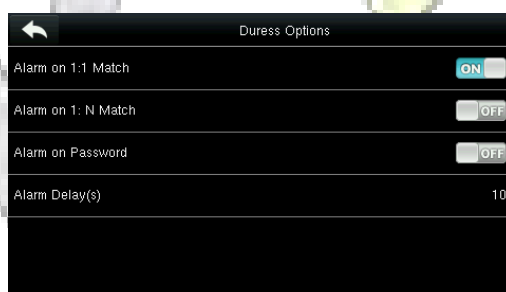 Duress Options
Alarm on 1:1 Match ON
Alarm on 1: N Match OFF
Alarm on Password OFF
Alarm Delay(s) 10